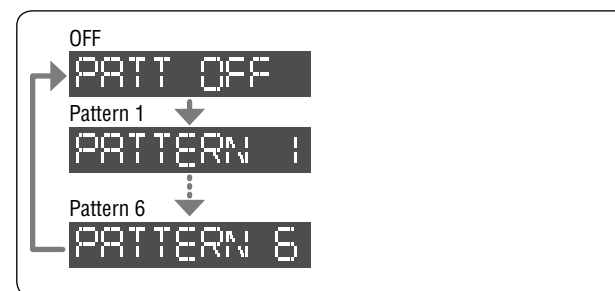 OFF
PATT OFF
Pattern 1
PATTERN 1
Pattern 6
PATTERN 6